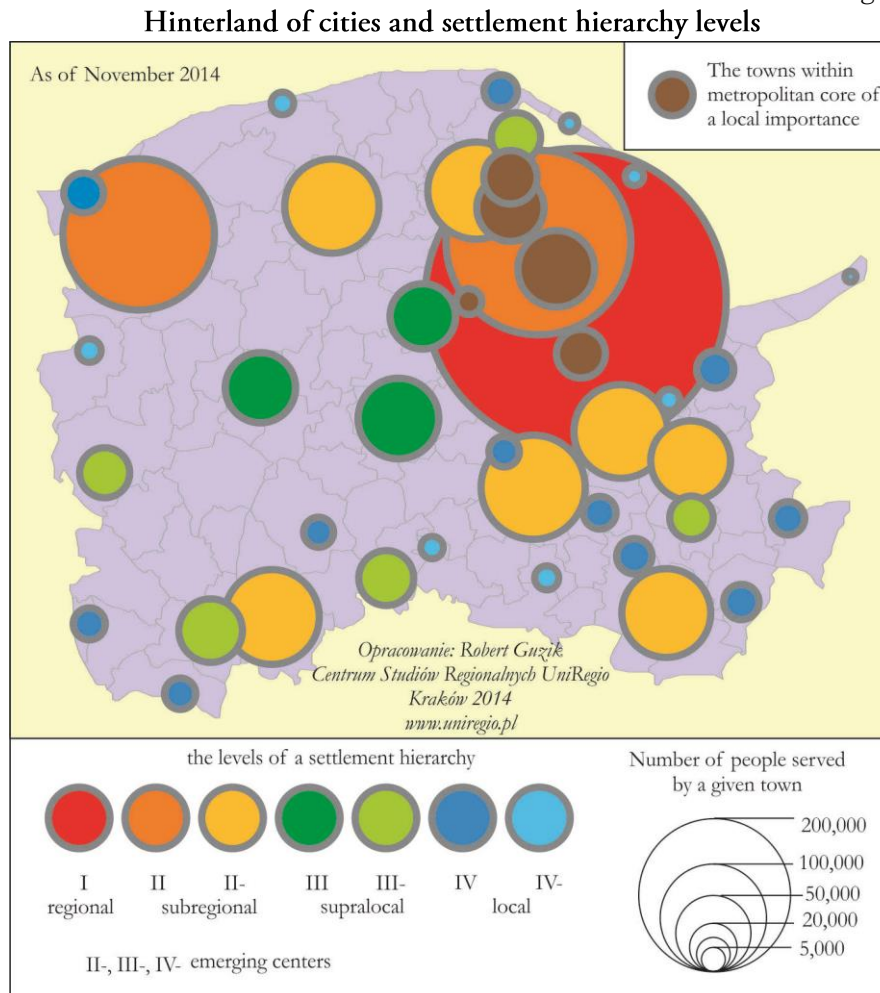 Hinterland of cities and settlement hierarchy levels
As of November 2014
The towns within
metropolitan core of
a local importance
Opracowanie: Robert Guzik
Centrum Studiów Regionalnych UniRegio
Kraków 2014
www.uniregio.pl
the levels of a settlement hierarchy
I II II- III III- IV IV-
regional subregional supralocal local
II-, III-, IV- emerging centers
Number of people served
by a given town
200,000
100,000
50,000
20,000
5,000